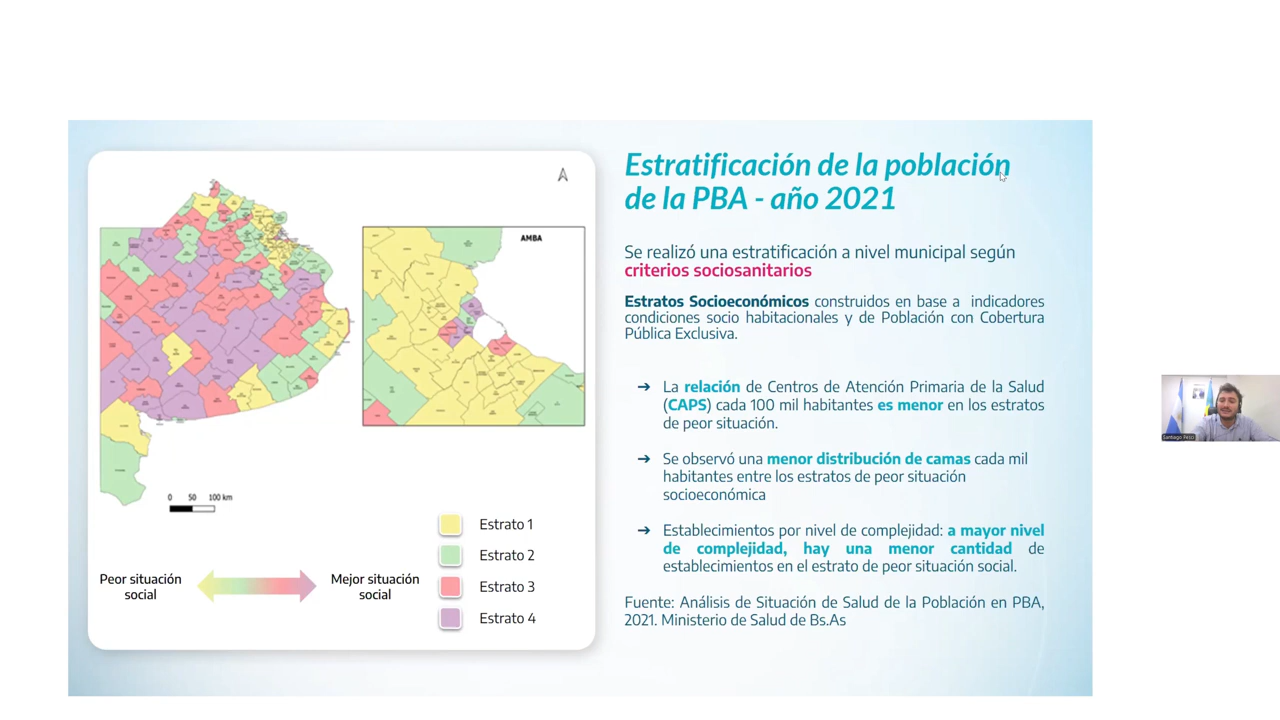 Estratificación de la población
de la PBA - año 2021
Se realizó una estratificación a nivel municipal según
criterios sociosanitarios
Estratos Socioeconómicos construidos en base a indicadores
condiciones socio habitacionales y de Población con Cobertura
Pública Exclusiva.
➔ La relación de Centros de Atención Primaria de la Salud
(CAPS) cada 100 mil habitantes es menor en los estratos
de peor situación.
➔ Se observó una menor distribución de camas cada mil
habitantes entre los estratos de peor situación
socioeconómica
➔ Establecimientos por nivel de complejidad: a mayor nivel
de complejidad, hay una menor cantidad de
establecimientos en el estrato de peor situación social.
Fuente: Análisis de Situación de Salud de la Población en PBA,
2021. Ministerio de Salud de Bs.As
AMBA
0 50 100 km
Estrato 1
Estrato 2
Estrato 3
Estrato 4
Peor situación
social
Mejor situación
social